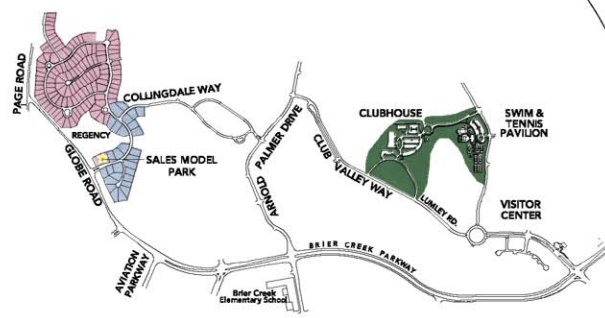 PAGE ROAD
COLLINGDALE WAY
REGENCY
GLOBE ROAD
SALES MODEL
PARK
ARNOLD PALMER DRIVE
CLUBHOUSE
SWIM &
TENNIS
PAVILION
CLUB VALLEY WAY
LUMLEY RD.
VISITOR
CENTER
AVIATION
PARKWAY
BRIER CREEK PARKWAY
Brier Creek
Elementary School